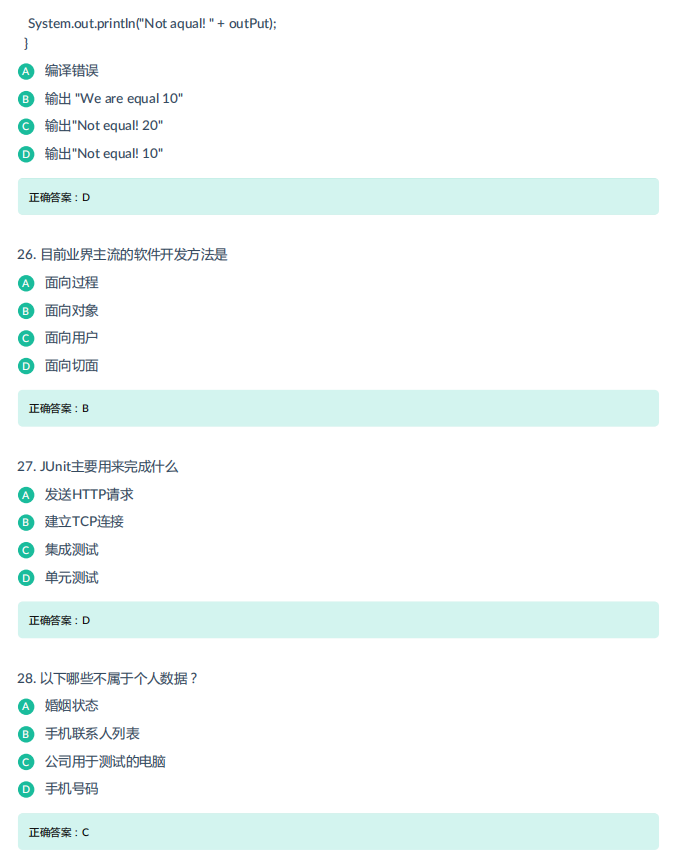 System.out.println("Not aqual! " + outPut);
}
A 编译错误
B 输出 "We are equal 10"
C 输出"Not equal! 20"
D 输出"Not equal! 10"
正确答案：D
26. 目前业界主流的软件开发方法是
A 面向过程
B 面向对象
C 面向用户
D 面向切面
正确答案：B
27. JUnit主要用来完成什么
A 发送HTTP请求
B 建立TCP连接
C 集成测试
D 单元测试
正确答案：D
28. 以下哪些不属于个人数据？
A 婚姻状态
B 手机联系人列表
C 公司用于测试的电脑
D 手机号码
正确答案：C